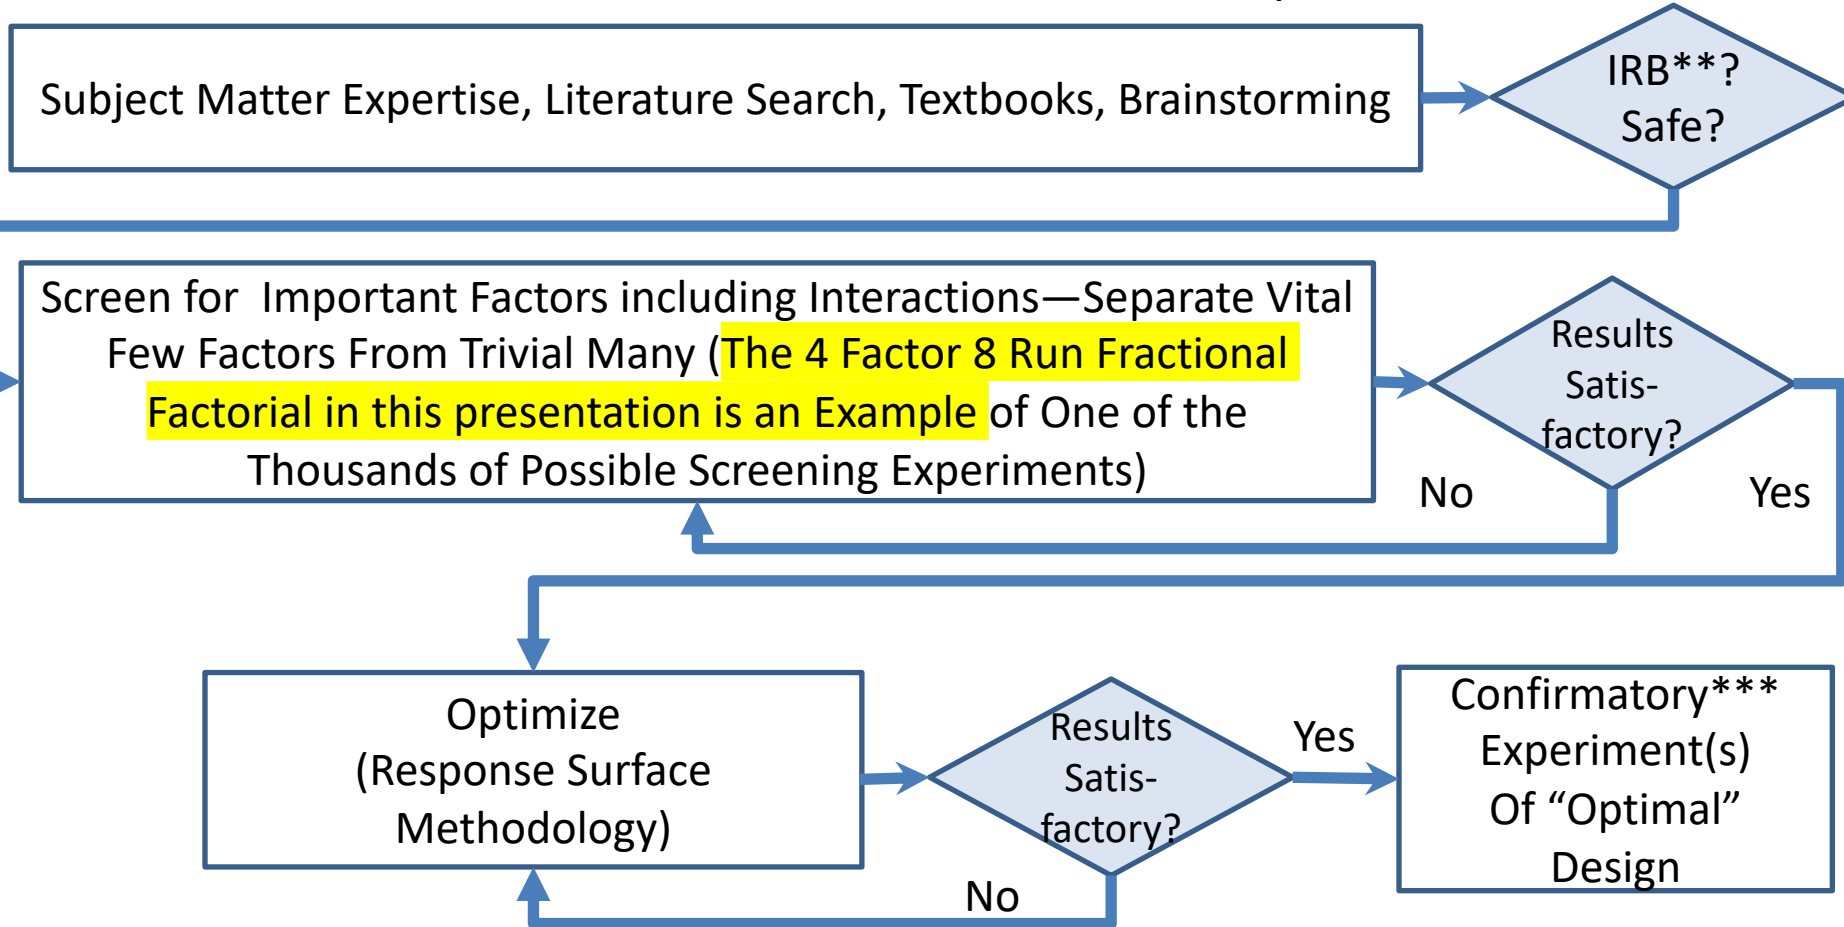 Subject Matter Expertise, Literature Search, Textbooks, Brainstorming
IRB**?
Safe?
Screen for  Important Factors including Interactions—Separate Vital
Few Factors From Trivial Many (The 4 Factor 8 Run Fractional
Factorial in this presentation is an Example of One of the
Thousands of Possible Screening Experiments)
Results
Satis-
factory?
No
Yes
Optimize
(Response Surface
Methodology)
Results
Satis-
factory?
Yes
No
Confirmatory***
Experiment(s)
Of “Optimal”
Design